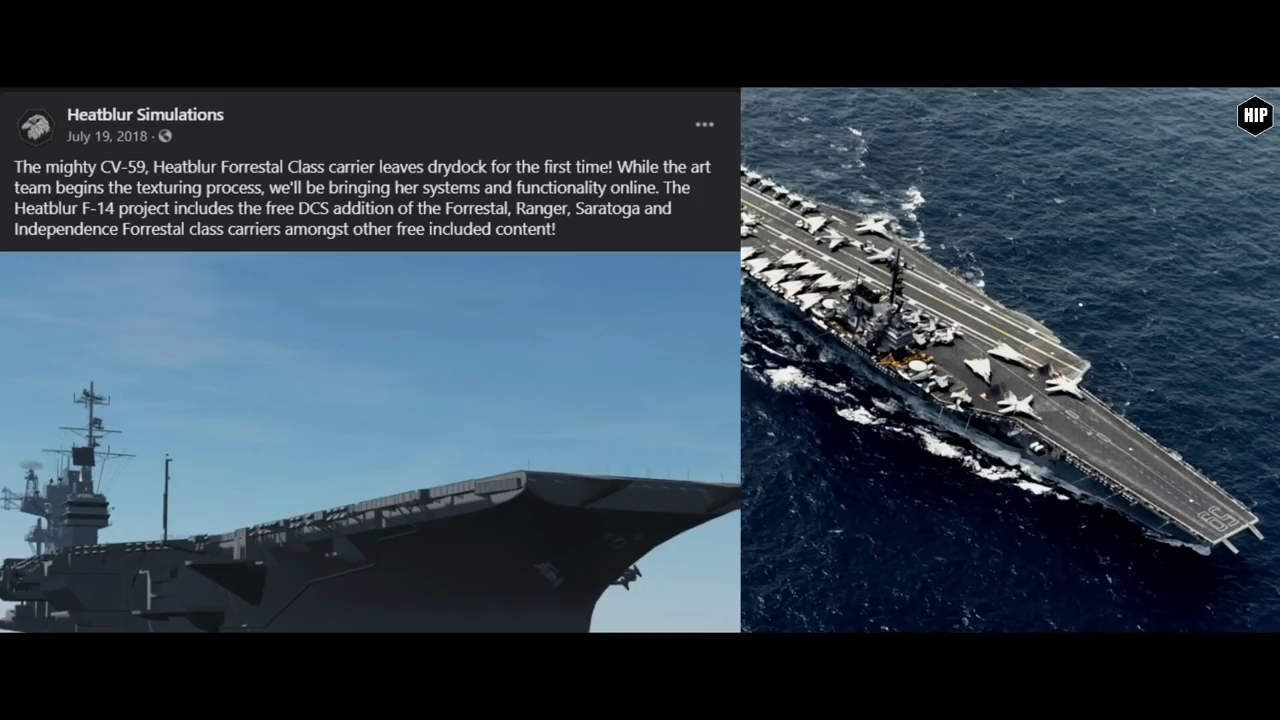 Heatblur Simulations
July 19, 2018 ·
The mighty CV-59, Heatblur Forrestal Class carrier leaves drydock for the first time! While the art
team begins the texturing process, we'll be bringing her systems and functionality online. The
Heatblur F-14 project includes the free DCS addition of the Forrestal, Ranger, Saratoga and
Independence Forrestal class carriers amongst other free included content!
HIP
59